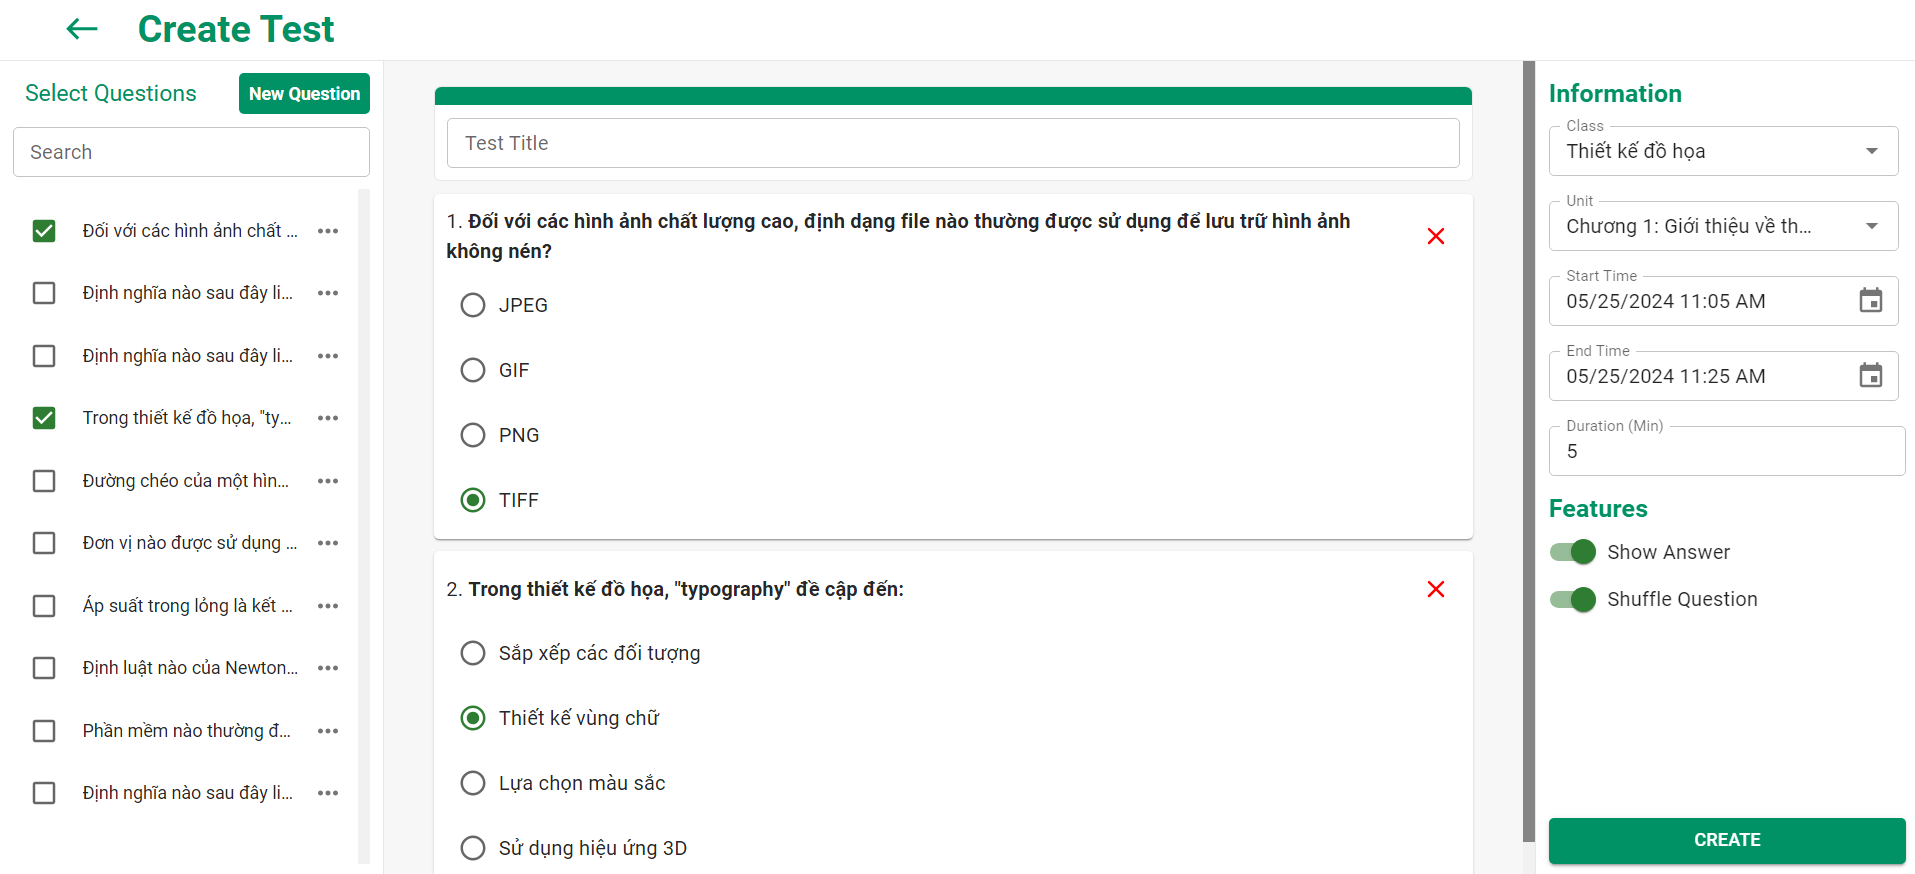 Create Test
Select Questions
New Question
Search
Đối với các hình ảnh chất ...
Định nghĩa nào sau đây li...
Định nghĩa nào sau đây li...
Trong thiết kế đồ họa, "ty...
Đường chéo của một hìn...
Đơn vị nào được sử dụng ...
Áp suất trong lỏng là kết ...
Định luật nào của Newton...
Phần mềm nào thường đ...
Định nghĩa nào sau đây li...
Test Title
1. Đối với các hình ảnh chất lượng cao, định dạng file nào thường được sử dụng để lưu trữ hình ảnh
không nén?
JPEG
GIF
PNG
TIFF
2. Trong thiết kế đồ họa, "typography" đề cập đến:
Sắp xếp các đối tượng
Thiết kế vùng chữ
Lựa chọn màu sắc
Sử dụng hiệu ứng 3D
Information
Class
Thiết kế đồ họa
Unit
Chương 1: Giới thiệu về th...
Start Time
05/25/2024 11:05 AM
End Time
05/25/2024 11:25 AM
Duration (Min)
5
Features
Show Answer
Shuffle Question
CREATE